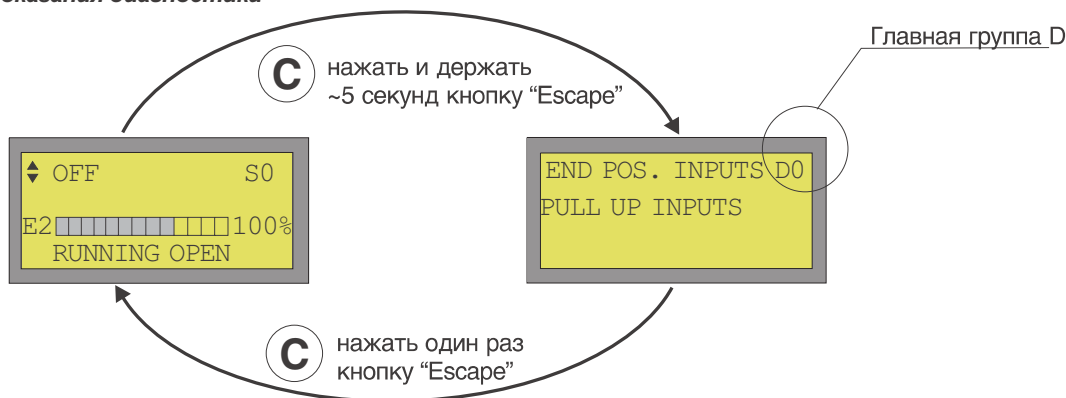 Главная группа D
C нажать и держать
~5 секунд кнопку “Escape”
OFF S0
E2 100%
RUNNING OPEN
END POS. INPUTS D0
PULL UP INPUTS
C нажать один раз
кнопку “Escape”